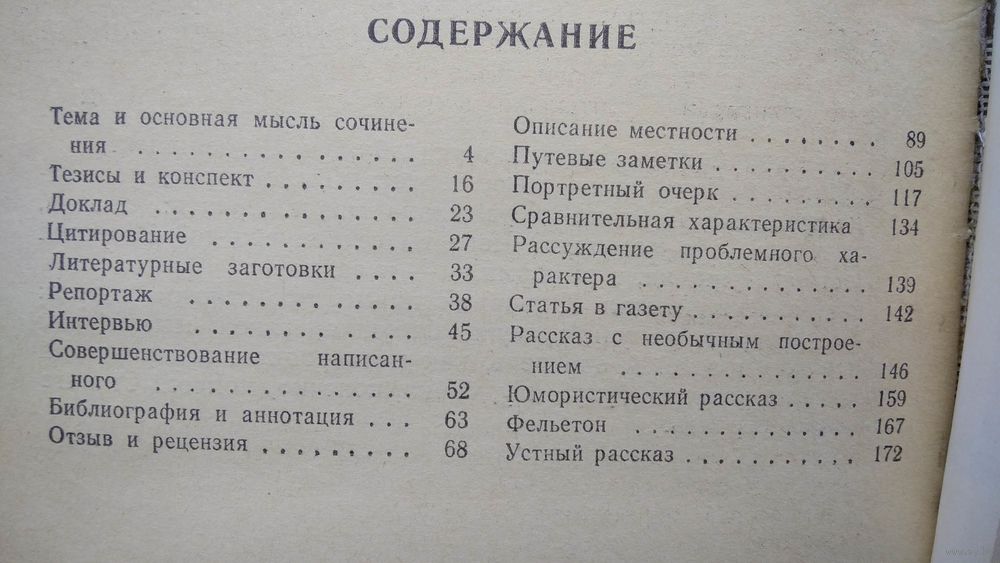 СОДЕРЖАНИЕ
Тема и основная мысль сочине-
ния . . . . . . . . . . . . . . 4
Тезисы и конспект . . . . . . . . . 16
Доклад . . . . . . . . . . . . . 23
Цитирование . . . . . . . . . . . 27
Литературные заготовки . . . . 33
Репортаж . . . . . . . . . . . . 38
Интервью . . . . . . . . . . . 45
Совершенствование написан-
ного . . . . . . . . . . . . . 52
Библиография и аннотация . . . 63
Отзыв и рецензия . . . . . . . . 68
Описание местности . . . . . . . 89
Путевые заметки . . . . . . . . . 105
Портретный очерк . . . . . . . . 117
Сравнительная характеристика 134
Рассуждение проблемного ха-
рактера . . . . . . . . . . . . 139
Статья в газету . . . . . . . . . . 142
Рассказ с необычным построе-
нием . . . . . . . . . . . . 146
Юмористический рассказ . . . . . 159
Фельетон . . . . . . . . . . . . 167
Устный рассказ . . . . . . . . . . 172